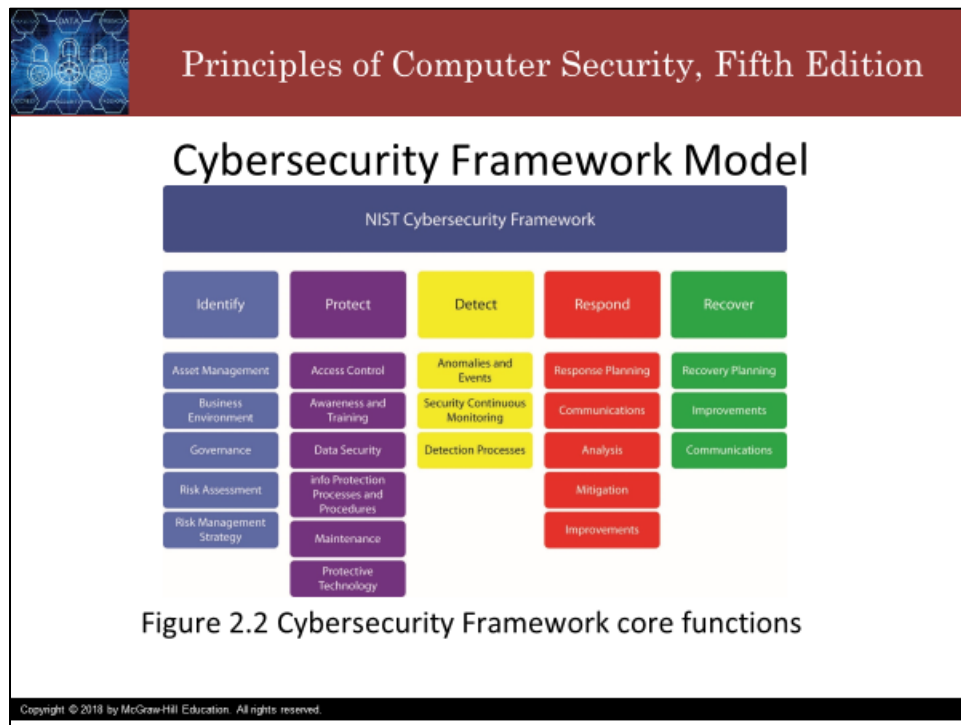 DATA
Principles of Computer Security, Fifth Edition
Cybersecurity Framework Model
NIST Cybersecurity Framework
Identify
Protect
Detect
Respond
Recover
Asset Management
Business
Environment
Governance
Risk Assessment
Risk Management
Strategy
Access Control
Awareness and
Training
Data Security
info Protection
Processes and
Procedures
Maintenance
Protective
Technology
Anomalies and
Events
Security Continuous
Monitoring
Detection Processes
Response Planning
Communications
Analysis
Mitigation
Improvements
Recovery Planning
Improvements
Communications
Figure 2.2 Cybersecurity Framework core functions
Copyright © 2018 by McGraw-Hill Education. All rights reserved.